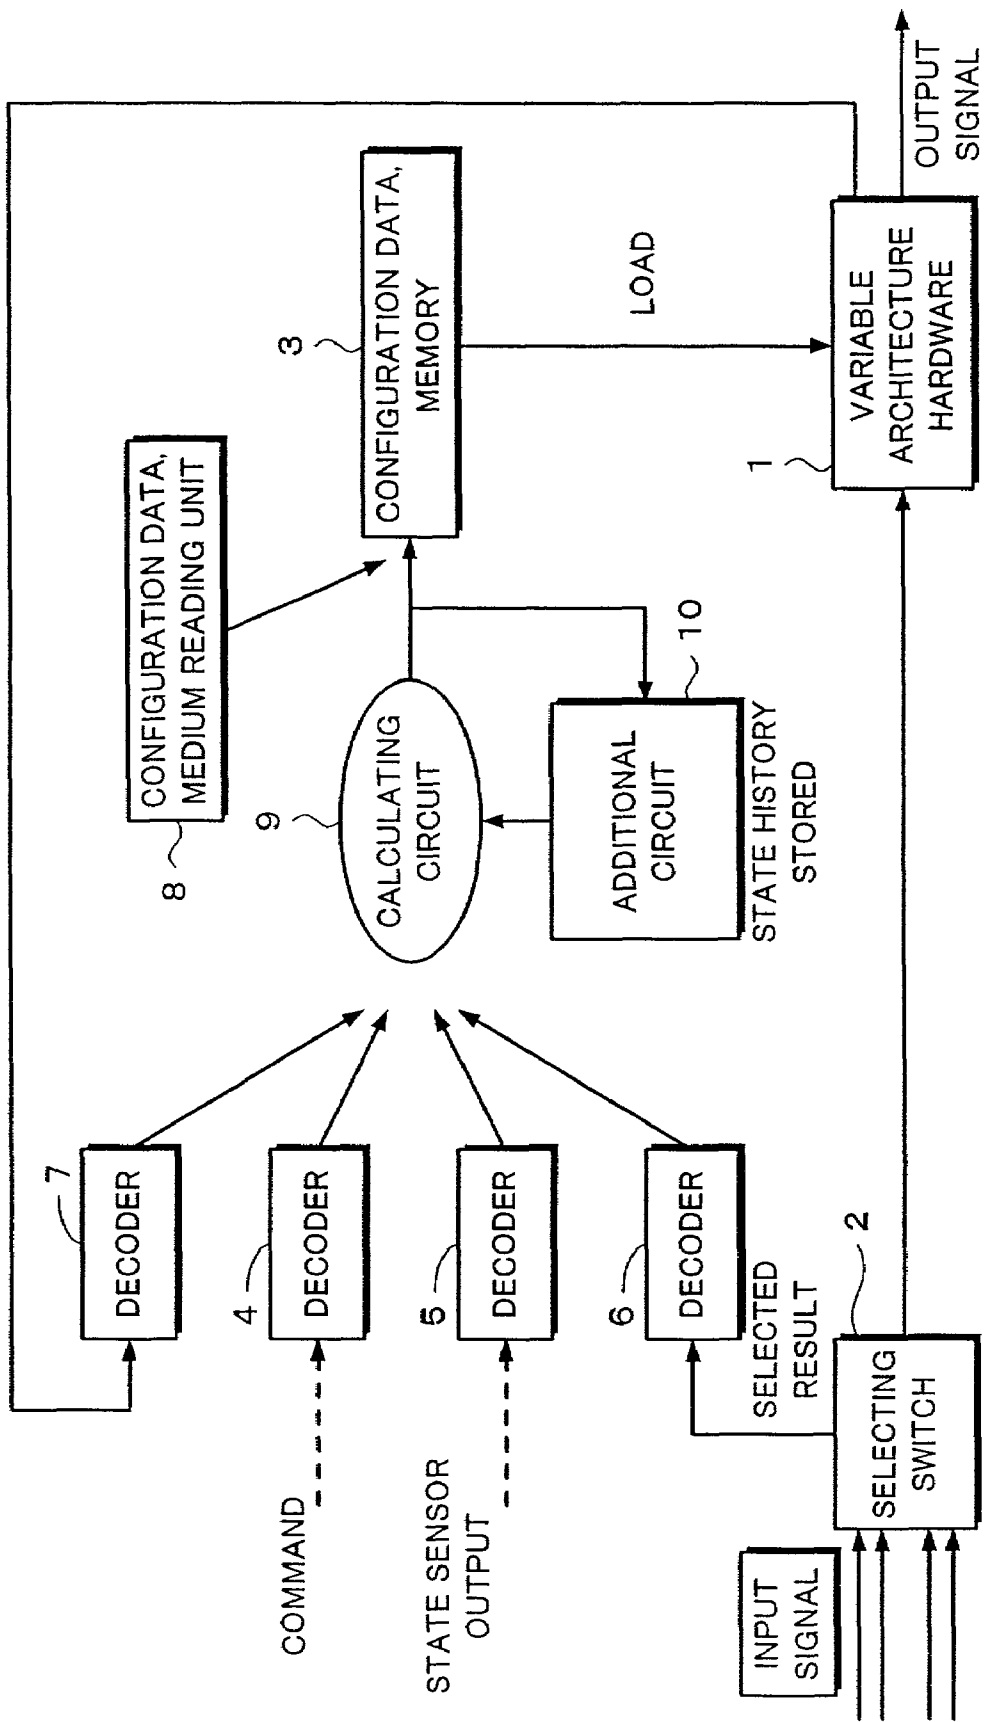 7
DECODER
4
DECODER
COMMAND
5
DECODER
STATE SENSOR
OUTPUT
6
DECODER
SELECTED
RESULT
2
SELECTING
SWITCH
INPUT
SIGNAL
8
CONFIGURATION DATA,
MEDIUM READING UNIT
9
CALCULATING
CIRCUIT
10
ADDITIONAL
CIRCUIT
STATE HISTORY
STORED
3
CONFIGURATION DATA,
MEMORY
LOAD
1
VARIABLE
ARCHITECTURE
HARDWARE
OUTPUT
SIGNAL